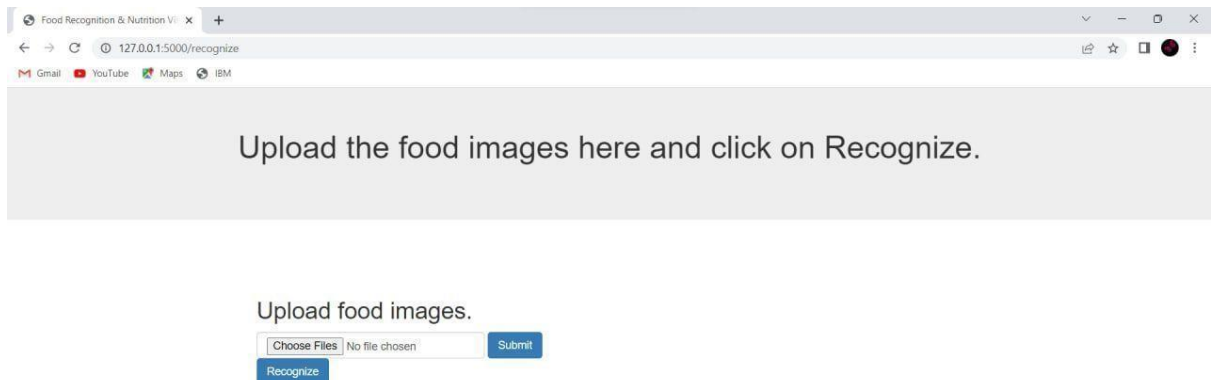 Food Recognition & Nutrition Vi
127.0.0.1:5000/recognize
Gmail YouTube Maps IBM
Upload the food images here and click on Recognize.
Upload food images.
Choose Files No file chosen Submit
Recognize